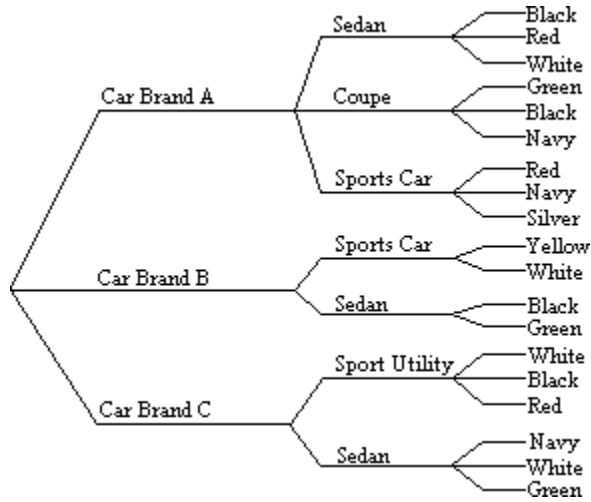 Sedan
Black
Red
White
Car Brand A
Coupe
Green
Black
Navy
Sports Car
Red
Navy
Silver
Car Brand B
Sports Car
Yellow
White
Sedan
Black
Green
Car Brand C
Sport Utility
White
Black
Red
Sedan
Navy
White
Green